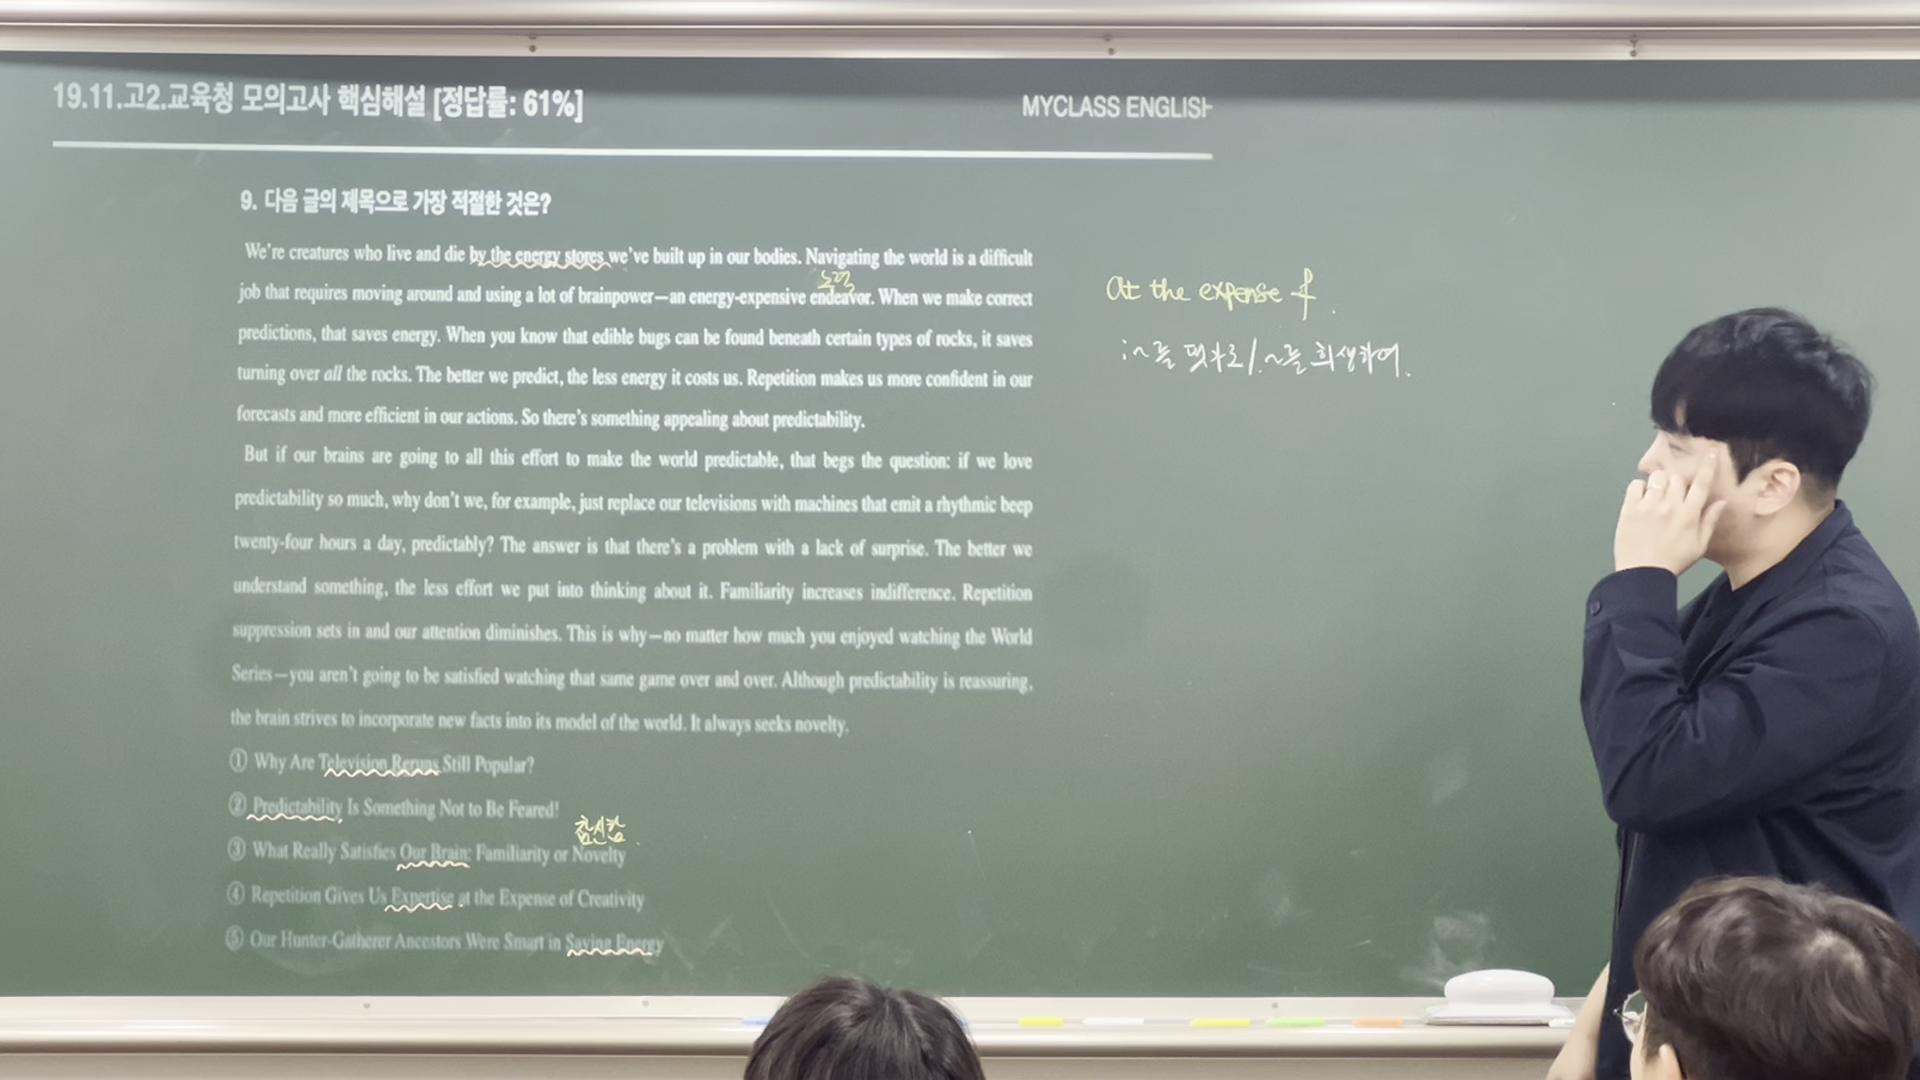 19.11.고2.교육청 모의고사 핵심해설 [정답률: 61%]
MYCLASS ENGLISH
9. 다음 글의 제목으로 가장 적절한 것은?
We're creatures who live and die by the energy stores we've built up in our bodies. Navigating the world is a difficult
노력
job that requires moving around and using a lot of brainpower—an energy-expensive endeavor. When we make correct
predictions, that saves energy. When you know that edible bugs can be found beneath certain types of rocks, it saves
turning over all the rocks. The better we predict, the less energy it costs us. Repetition makes us more confident in our
forecasts and more efficient in our actions. So there's something appealing about predictability.
But if our brains are going to all this effort to make the world predictable, that begs the question: if we love
predictability so much, why don't we, for example, just replace our televisions with machines that emit a rhythmic beep
twenty-four hours a day, predictably? The answer is that there's a problem with a lack of surprise. The better we
understand something, the less effort we put into thinking about it. Familiarity increases indifference. Repetition
suppression sets in and our attention diminishes. This is why—no matter how much you enjoyed watching the World
Series—you aren't going to be satisfied watching that same game over and over. Although predictability is reassuring,
the brain strives to incorporate new facts into its model of the world. It always seeks novelty.
① Why Are Television Reruns Still Popular?
② Predictability Is Something Not to Be Feared!
참신함.
③ What Really Satisfies Our Brain: Familiarity or Novelty
④ Repetition Gives Us Expertise at the Expense of Creativity
⑤ Our Hunter-Gatherer Ancestors Were Smart in Saving Energy
At the expense of.
: ~를 댓가로/.~를 희생하여.